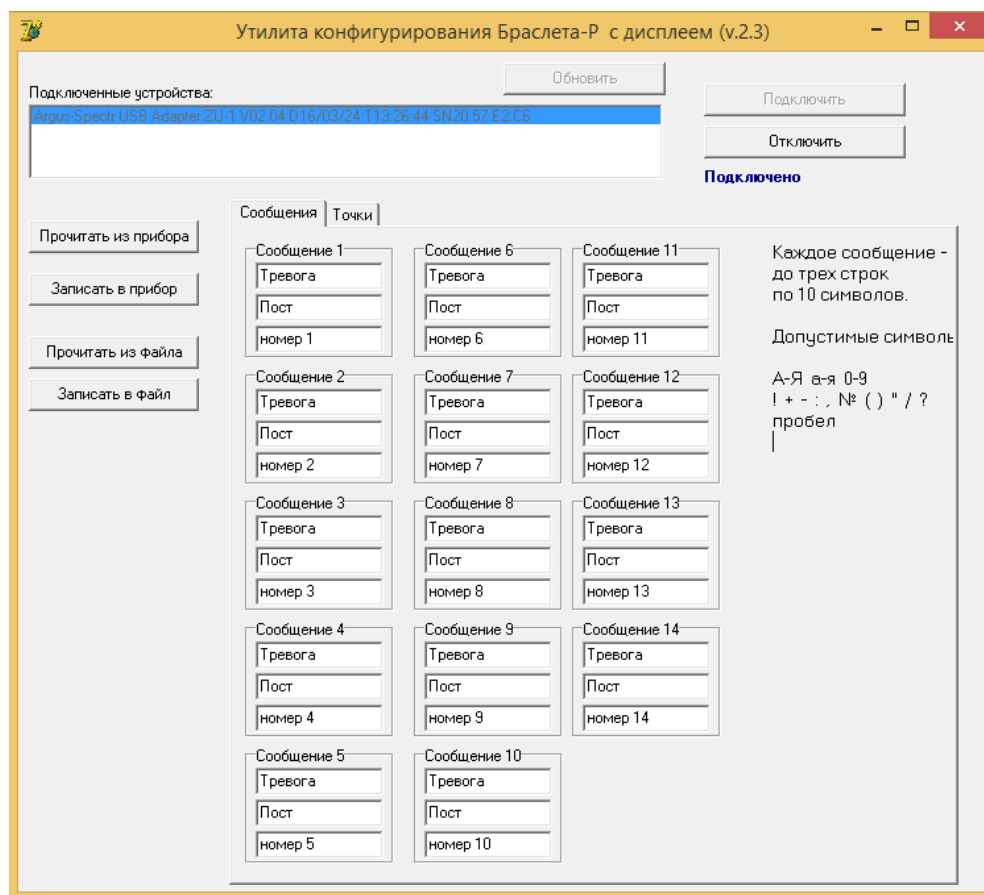 Утилита конфигурирования Браслета-Р с дисплеем (v.2.3)
Обновить
Подключенные устройства:
Argus-Spectr USB Adapter ZU-1 V02.04 D16/03/24 T13:26:44 SN20.57.E2.C6
Подключить
Отключить
Подключено
Прочитать из прибора
Записать в прибор
Прочитать из файла
Записать в файл
Сообщения Точки
Сообщение 1
Тревога
Пост
номер 1
Сообщение 2
Тревога
Пост
номер 2
Сообщение 3
Тревога
Пост
номер 3
Сообщение 4
Тревога
Пост
номер 4
Сообщение 5
Тревога
Пост
номер 5
Сообщение 6
Тревога
Пост
номер 6
Сообщение 7
Тревога
Пост
номер 7
Сообщение 8
Тревога
Пост
номер 8
Сообщение 9
Тревога
Пост
номер 9
Сообщение 10
Тревога
Пост
номер 10
Сообщение 11
Тревога
Пост
номер 11
Сообщение 12
Тревога
Пост
номер 12
Сообщение 13
Тревога
Пост
номер 13
Сообщение 14
Тревога
Пост
номер 14
Каждое сообщение -
до трех строк
по 10 символов.
Допустимые символь
А-Я а-я 0-9
! + - : , № ( ) " / ?
пробел